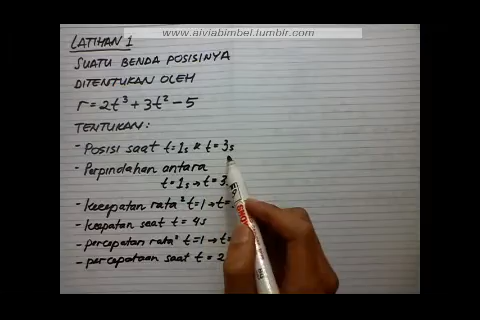 www.aiviabimbel.tumblr.com
LATIHAN 1
SUATU BENDA POSISINYA
DITENTUKAN OLEH
r = 2t³ + 3t² - 5
TENTUKAN:
- POSISI saat t = 1s & t = 3s
- Perpindahan antara
t = 1s → t = 3
- kecepatan rata² t = 1 → t =
- kecepatan saat t = 4s
- percepatan rata² t = 1 → t =
- percepatan saat t = 2